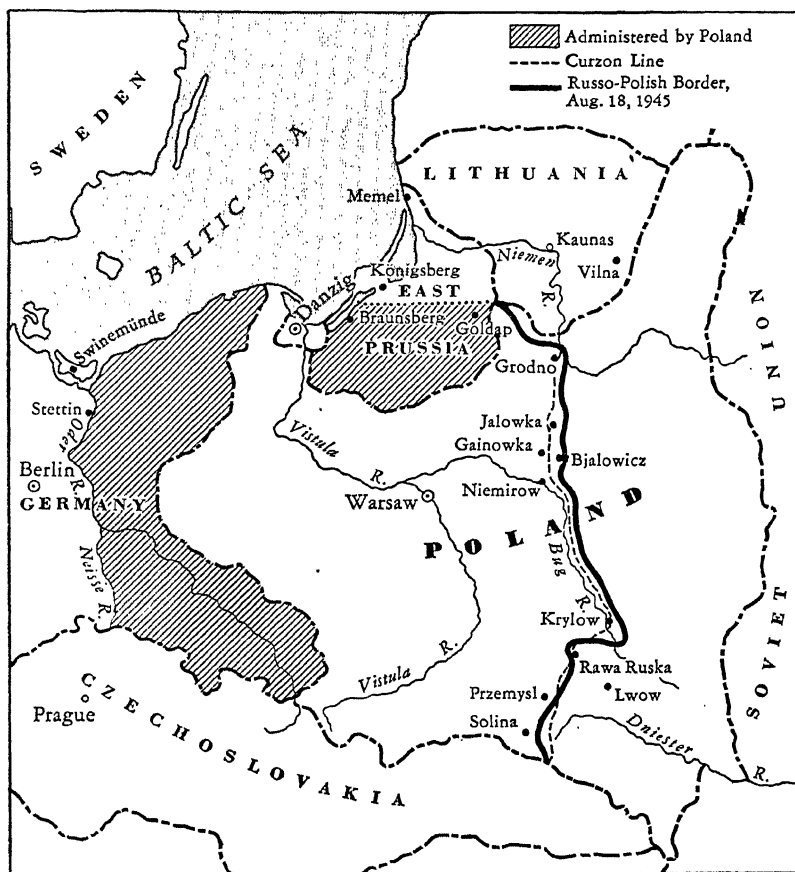 Administered by Poland
Curzon Line
Russo-Polish Border,
Aug. 18, 1945
SWEDEN
BALTIC SEA
LITHUANIA
Memel
Kaunas
Niemen
R.
Vilna
Königsberg
Danzig
EAST
Braunsberg
Goldap
PRUSSIA
Swinemünde
Grodno
UNION
Stettin
Oder
R.
Jalowka
Vistula
R.
Gainowka
Bjalowicz
Berlin
GERMANY
Warsaw
Niemirow
POLAND
Bug
R.
Neisse R.
Krylow
SOVIET
Vistula
R.
Rawa Ruska
Przemysl
Lwow
Prague
Solina
Dniester
R.
CZECHOSLOVAKIA